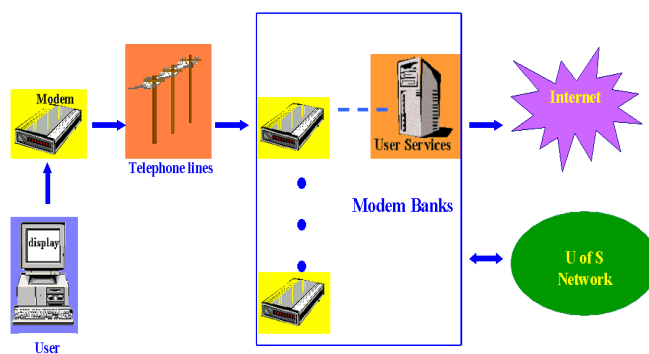 Modem
Telephone lines
display
User
User Services
Modem Banks
Internet
U of S
Network